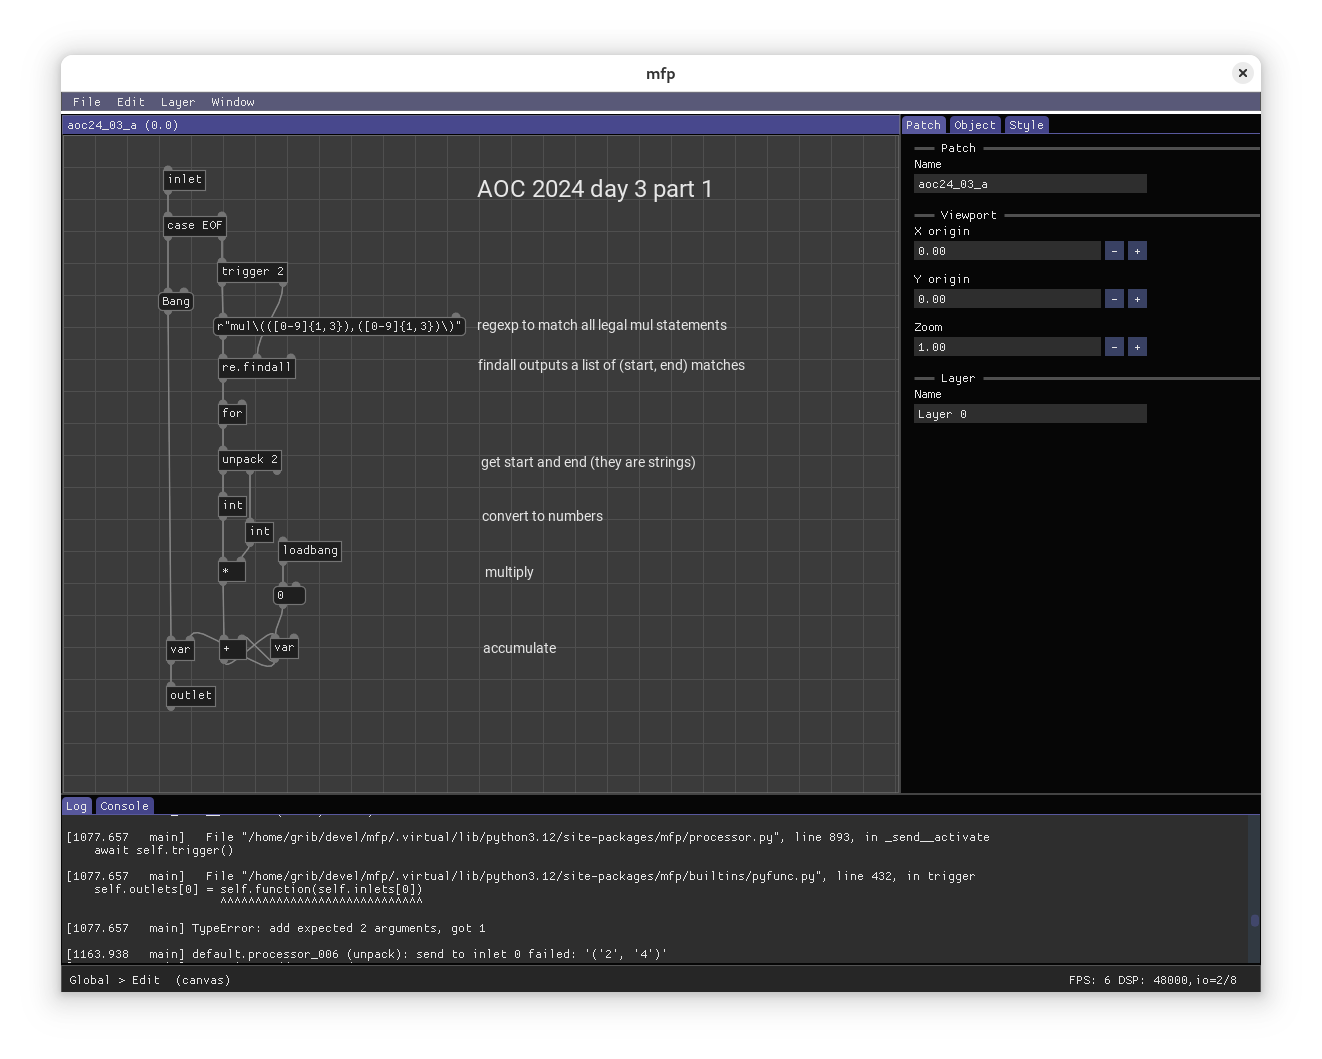 mfp
File Edit Layer Window
aoc24_03_a (0.0)
inlet
AOC 2024 day 3 part 1
case EOF
trigger 2
Bang
r"mul\(([0-9]{1,3}),([0-9]{1,3})\)"
regexp to match all legal mul statements
re.findall
findall outputs a list of (start, end) matches
for
unpack 2
get start and end (they are strings)
int
convert to numbers
int
loadbang
*
multiply
0
var
+
var
accumulate
outlet
Patch Object Style
Patch
Name
aoc24_03_a
Viewport
X origin
0.00 - +
Y origin
0.00 - +
Zoom
1.00 - +
Layer
Name
Layer 0
Log Console
[1077.657 main] File "/home/grib/devel/mfp/.virtual/lib/python3.12/site-packages/mfp/processor.py", line 893, in _send__activate
await self.trigger()
[1077.657 main] File "/home/grib/devel/mfp/.virtual/lib/python3.12/site-packages/mfp/builtins/pyfunc.py", line 432, in trigger
self.outlets[0] = self.function(self.inlets[0])
^^^^^^^^^^^^^^^^^^^^^^^^^^^^^
[1077.657 main] TypeError: add expected 2 arguments, got 1
[1163.938 main] default.processor_006 (unpack): send to inlet 0 failed: '('2', '4')'
Global > Edit (canvas)
FPS: 6 DSP: 48000,io=2/8